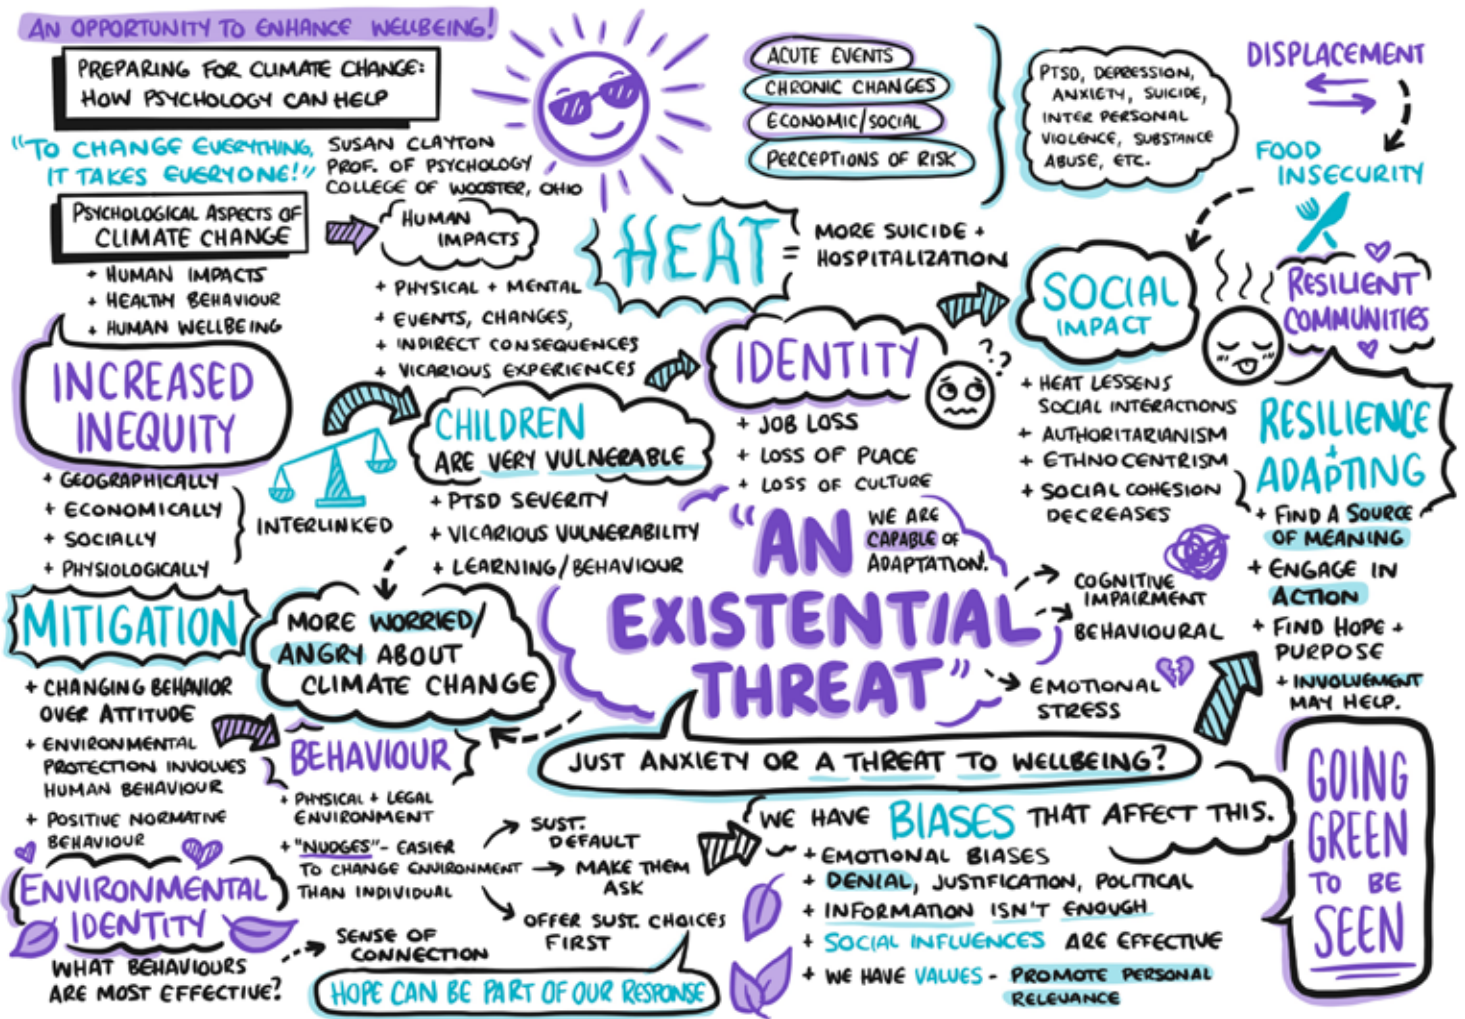 AN OPPORTUNITY TO ENHANCE WELLBEING!
PREPARING FOR CLIMATE CHANGE:
HOW PSYCHOLOGY CAN HELP
"TO CHANGE EVERYTHING,
IT TAKES EVERYONE!"
SUSAN CLAYTON
PROF. OF PSYCHOLOGY
COLLEGE OF WOOSTER, OHIO
PSYCHOLOGICAL ASPECTS OF
CLIMATE CHANGE
+ HUMAN IMPACTS
+ HEALTHY BEHAVIOUR
+ HUMAN WELLBEING
HUMAN
IMPACTS
+ PHYSICAL + MENTAL
+ EVENTS, CHANGES,
+ INDIRECT CONSEQUENCES
+ VICARIOUS EXPERIENCES
ACUTE EVENTS
CHRONIC CHANGES
ECONOMIC/SOCIAL
PERCEPTIONS OF RISK
PTSD, DEPRESSION,
ANXIETY, SUICIDE,
INTER PERSONAL
VIOLENCE, SUBSTANCE
ABUSE, ETC.
DISPLACEMENT
FOOD
INSECURITY
HEAT
= MORE SUICIDE +
HOSPITALIZATION
INCREASED
INEQUITY
+ GEOGRAPHICALLY
+ ECONOMICALLY
+ SOCIALLY
+ PHYSIOLOGICALLY
INTERLINKED
CHILDREN
ARE VERY VULNERABLE
+ PTSD SEVERITY
+ VICARIOUS VULNERABILITY
+ LEARNING/BEHAVIOUR
IDENTITY
+ JOB LOSS
+ LOSS OF PLACE
+ LOSS OF CULTURE
??
SOCIAL
IMPACT
+ HEAT LESSENS
SOCIAL INTERACTIONS
+ AUTHORITARIANISM
+ ETHNOCENTRISM
+ SOCIAL COHESION
DECREASES
RESILIENT
COMMUNITIES
RESILIENCE
+
ADAPTING
+ FIND A SOURCE
OF MEANING
+ ENGAGE IN
ACTION
+ FIND HOPE +
PURPOSE
+ INVOLVEMENT
MAY HELP.
"AN
EXISTENTIAL
THREAT"
WE ARE
CAPABLE OF
ADAPTATION!
COGNITIVE
IMPAIRMENT
BEHAVIOURAL
EMOTIONAL
STRESS
MITIGATION
+ CHANGING BEHAVIOR
OVER ATTITUDE
+ ENVIRONMENTAL
PROTECTION INVOLVES
HUMAN BEHAVIOUR
+ POSITIVE NORMATIVE
BEHAVIOUR
MORE WORRIED/
ANGRY ABOUT
CLIMATE CHANGE
BEHAVIOUR
+ PHYSICAL + LEGAL
ENVIRONMENT
+ "NUDGES" - EASIER
TO CHANGE ENVIRONMENT
THAN INDIVIDUAL
SUST.
DEFAULT
MAKE THEM
ASK
OFFER SUST. CHOICES
FIRST
JUST ANXIETY OR A THREAT TO WELLBEING?
WE HAVE BIASES THAT AFFECT THIS.
+ EMOTIONAL BIASES
+ DENIAL, JUSTIFICATION, POLITICAL
+ INFORMATION ISN'T ENOUGH
+ SOCIAL INFLUENCES ARE EFFECTIVE
+ WE HAVE VALUES - PROMOTE PERSONAL
RELEVANCE
GOING
GREEN
TO BE
SEEN
ENVIRONMENTAL
IDENTITY
WHAT BEHAVIOURS
ARE MOST EFFECTIVE?
SENSE OF
CONNECTION
HOPE CAN BE PART OF OUR RESPONSE